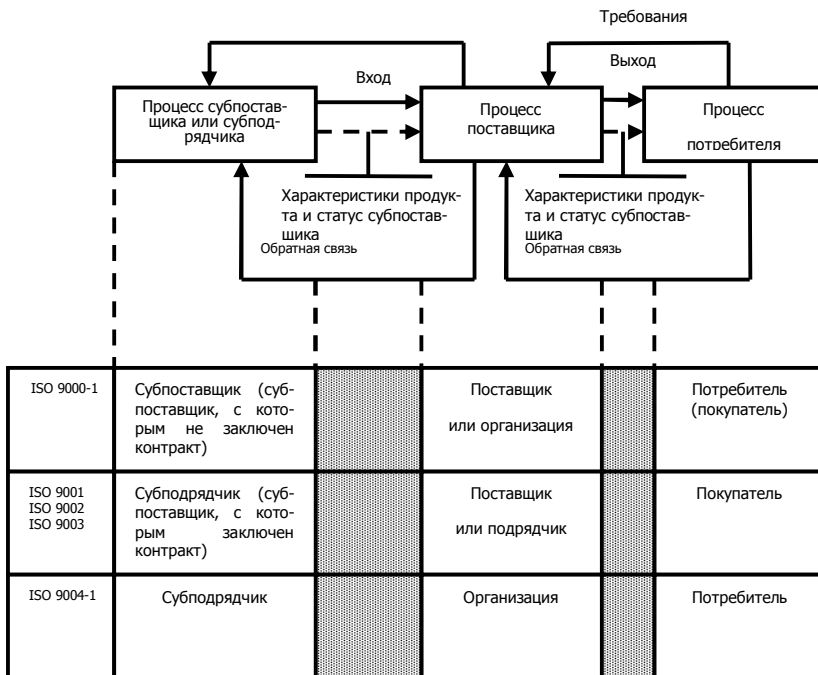 Требования
Вход
Выход
Процесс субпостав-
щика или субпод-
рядчика
Процесс
поставщика
Процесс
потребителя
Характеристики продук-
та и статус субпостав-
щика
Обратная связь
Характеристики продук-
та и статус субпостав-
щика
Обратная связь
ISO 9000-1
Субпоставщик (суб-
поставщик, с кото-
рым не заключен
контракт)
Поставщик
или организация
Потребитель
(покупатель)
ISO 9001
ISO 9002
ISO 9003
Субподрядчик (суб-
поставщик, с кото-
рым заключен
контракт)
Поставщик
или подрядчик
Покупатель
ISO 9004-1
Субподрядчик
Организация
Потребитель